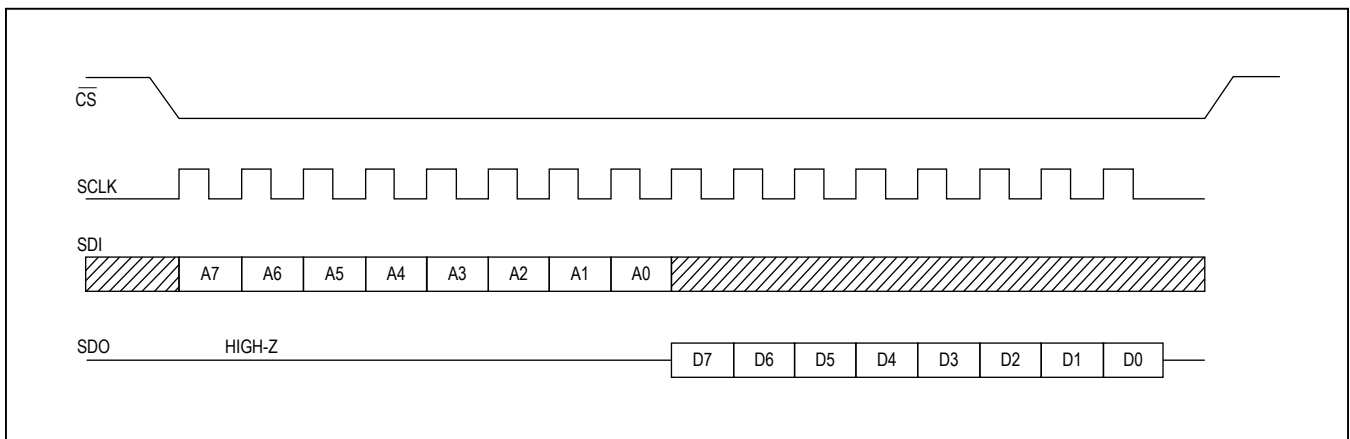 CS
SCLK
SDI
A7 A6 A5 A4 A3 A2 A1 A0
SDO HIGH-Z
D7 D6 D5 D4 D3 D2 D1 D0